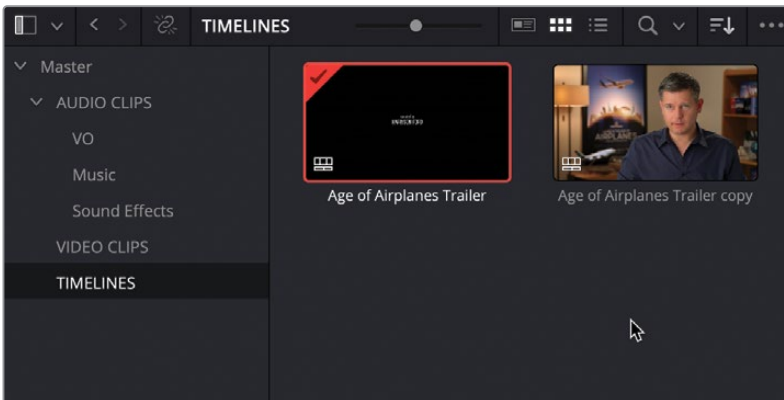 TIMELINES
Master
AUDIO CLIPS
VO
Music
Sound Effects
VIDEO CLIPS
TIMELINES
Age of Airplanes Trailer
Age of Airplanes Trailer copy
AIRPLANES